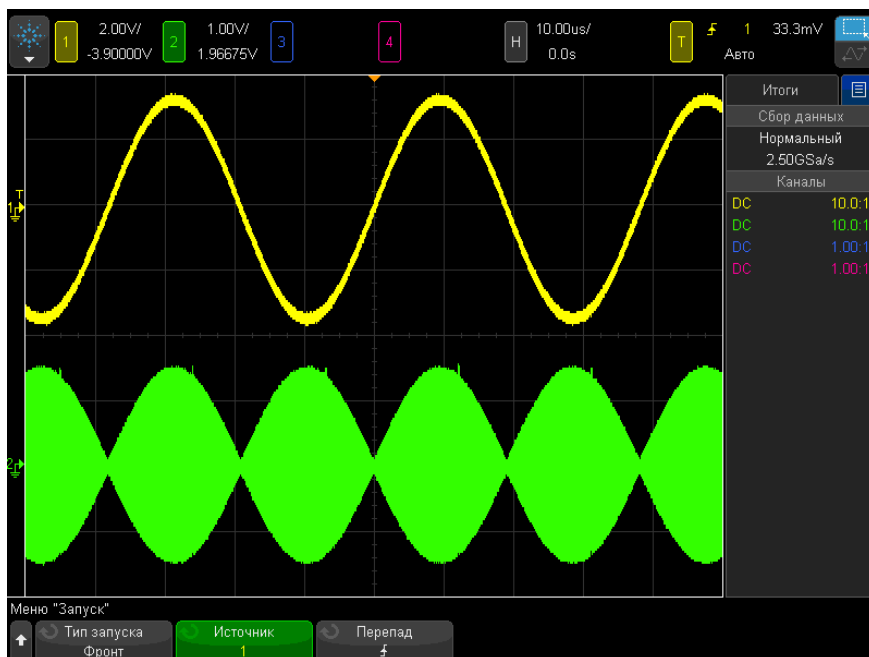 1 2.00V/ -3.90000V
2 1.00V/ 1.96675V
3
4
H 10.00us/ 0.0s
T 1 33.3mV
Авто
T
1
2
Итоги
Сбор данных
Нормальный
2.50GSa/s
Каналы
DC 10.0:1
DC 10.0:1
DC 1.00:1
DC 1.00:1
Меню "Запуск"
Тип запуска
Фронт
Источник
1
Перепад